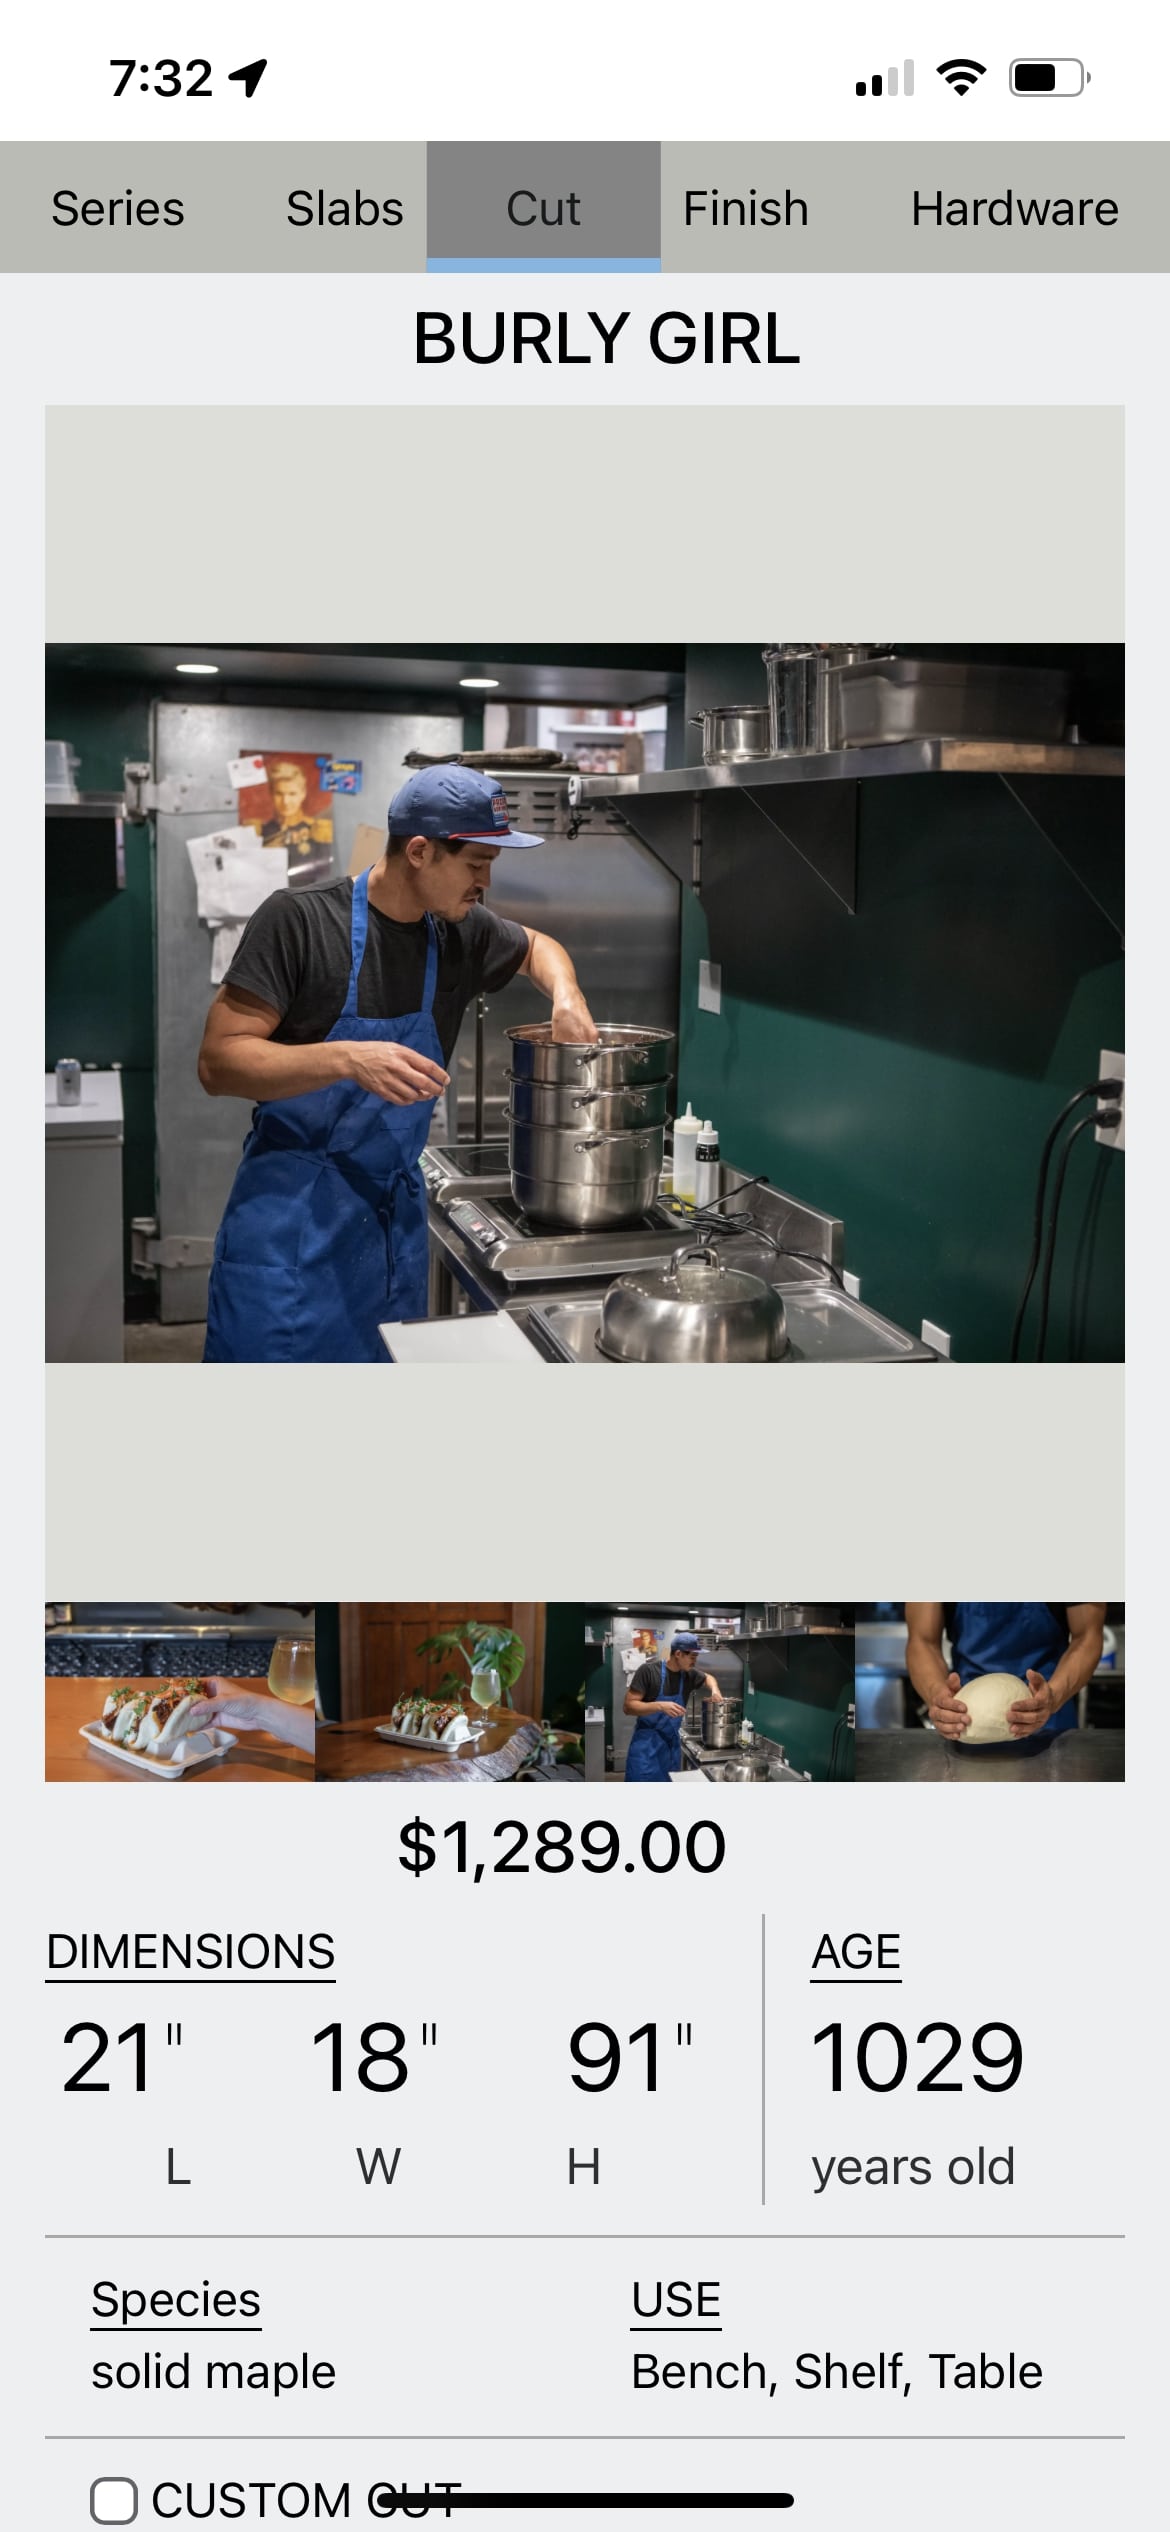 7:32
Series Slabs Cut Finish Hardware
BURLY GIRL
$1,289.00
DIMENSIONS AGE
21" 18" 91" 1029
L W H years old
Species USE
solid maple Bench, Shelf, Table
CUSTOM CUT